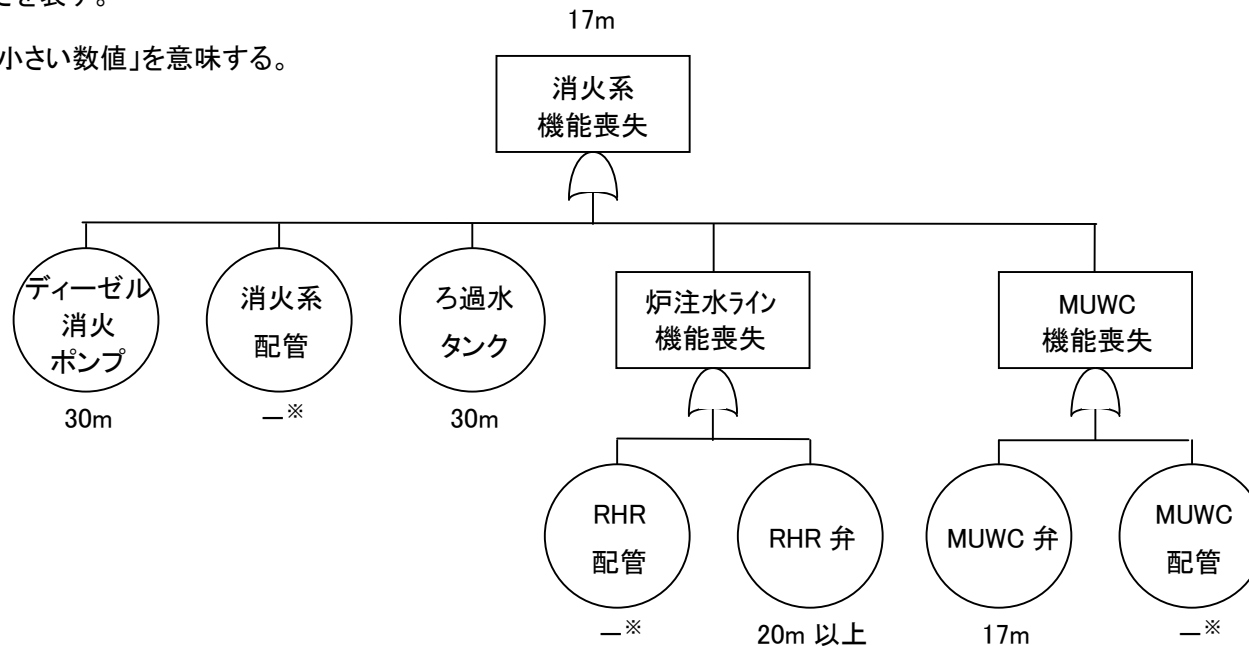 さを表す。
17m
小さい数値」を意味する。
消火系
機能喪失
ディーゼル
消火
ポンプ
30m
消火系
配管
－※
ろ過水
タンク
30m
炉注水ライン
機能喪失
MUWC
機能喪失
RHR
配管
－※
RHR 弁
20m 以上
MUWC 弁
17m
MUWC
配管
－※